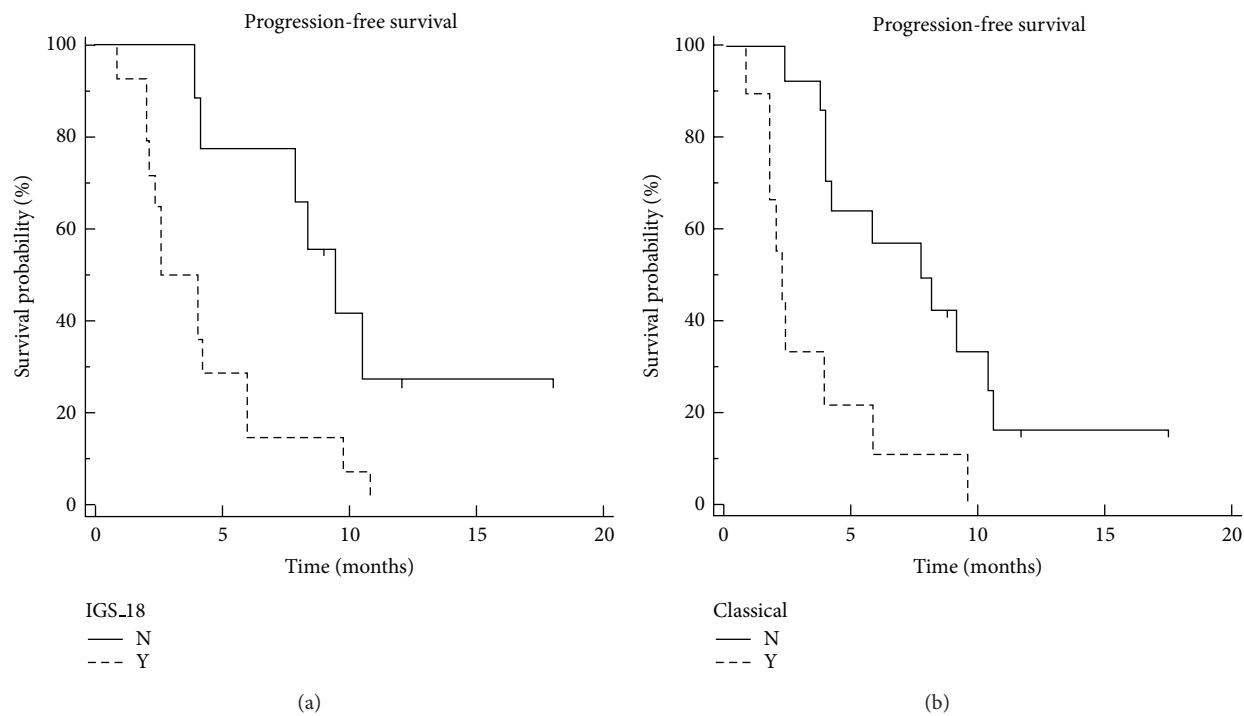 Progression-free survival
100
80
60
40
20
0
Survival probability (%)
0 5 10 15 20
Time (months)
IGS_18
N
Y
(a)
Progression-free survival
100
80
60
40
20
0
Survival probability (%)
0 5 10 15 20
Time (months)
Classical
N
Y
(b)